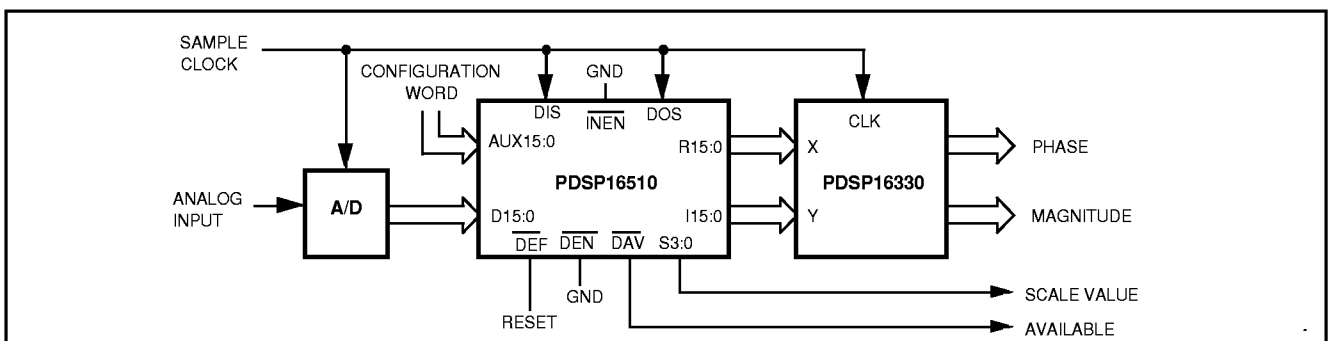 SAMPLE
CLOCK
CONFIGURATION
WORD
GND
DIS
INEN
DOS
CLK
AUX15:0
R15:0
X
PHASE
PDSP16510
PDSP16330
ANALOG
INPUT
A/D
D15:0
I15:0
Y
MAGNITUDE
DEF
DEN
DAV
S3:0
GND
RESET
SCALE VALUE
AVAILABLE